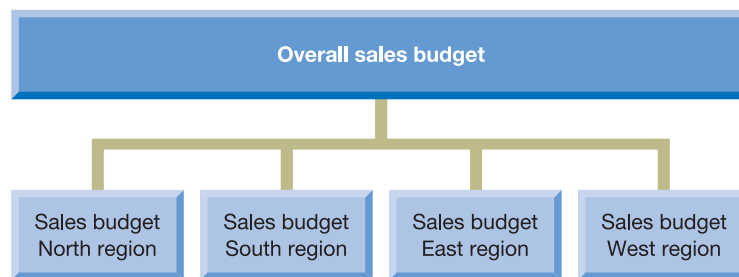 Overall sales budget
Sales budget
North region
Sales budget
South region
Sales budget
East region
Sales budget
West region